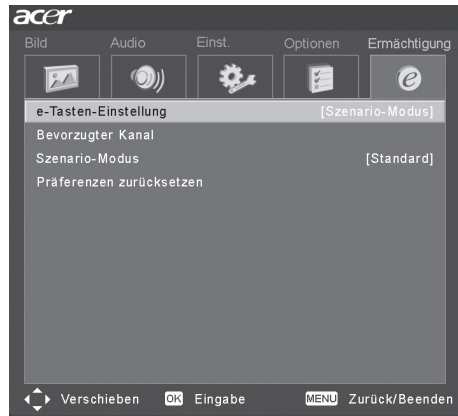 acer
Bild Audio Einst. Optionen Ermächtigung
e
e-Tasten-Einstellung [Szenario-Modus]
Bevorzugter Kanal
Szenario-Modus [Standard]
Präferenzen zurücksetzen
Verschieben OK Eingabe MENU Zurück/Beenden